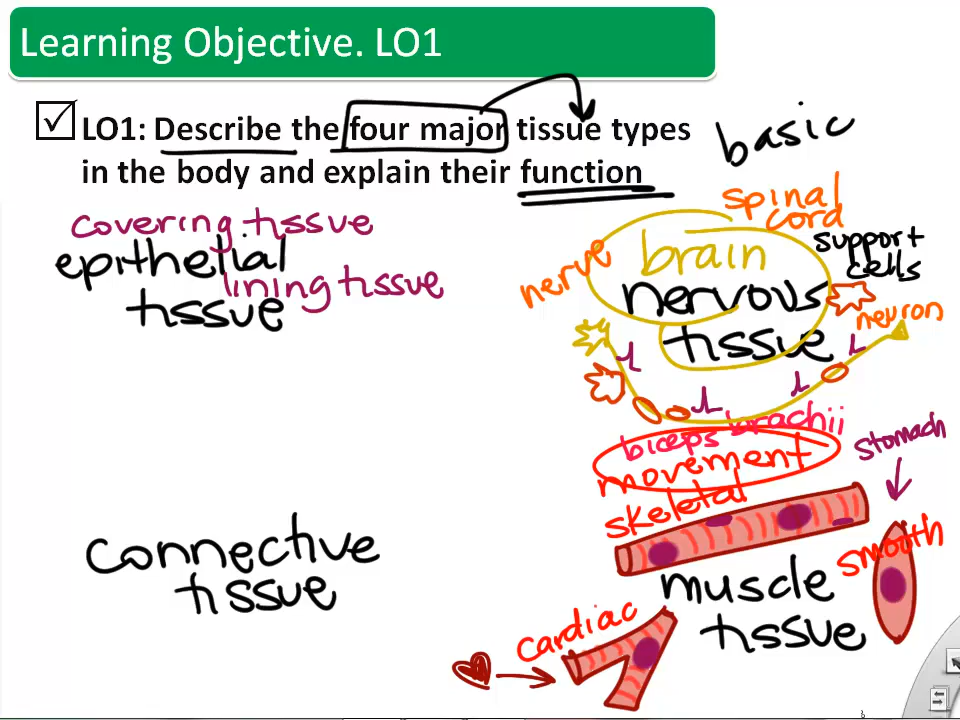 Learning Objective. LO1
LO1: Describe the four major tissue types
in the body and explain their function
basic
covering tissue
epithelial
lining tissue
tissue
spinal
cord
support
cells
nerve
brain
nervous
tissue
neuron
biceps brachii
movement
skeletal
stomach
smooth
connective
tissue
muscle
tissue
cardiac